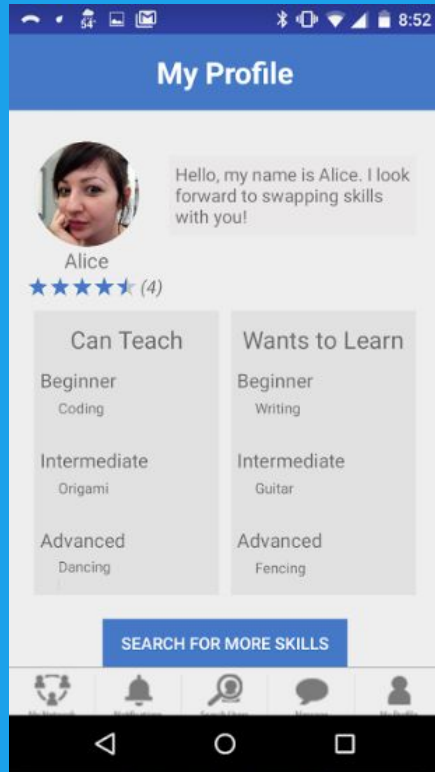 64°
8:52
My Profile
Hello, my name is Alice. I look
forward to swapping skills
with you!
Alice
(4)
Can Teach
Beginner
Coding
Intermediate
Origami
Advanced
Dancing
Wants to Learn
Beginner
Writing
Intermediate
Guitar
Advanced
Fencing
SEARCH FOR MORE SKILLS